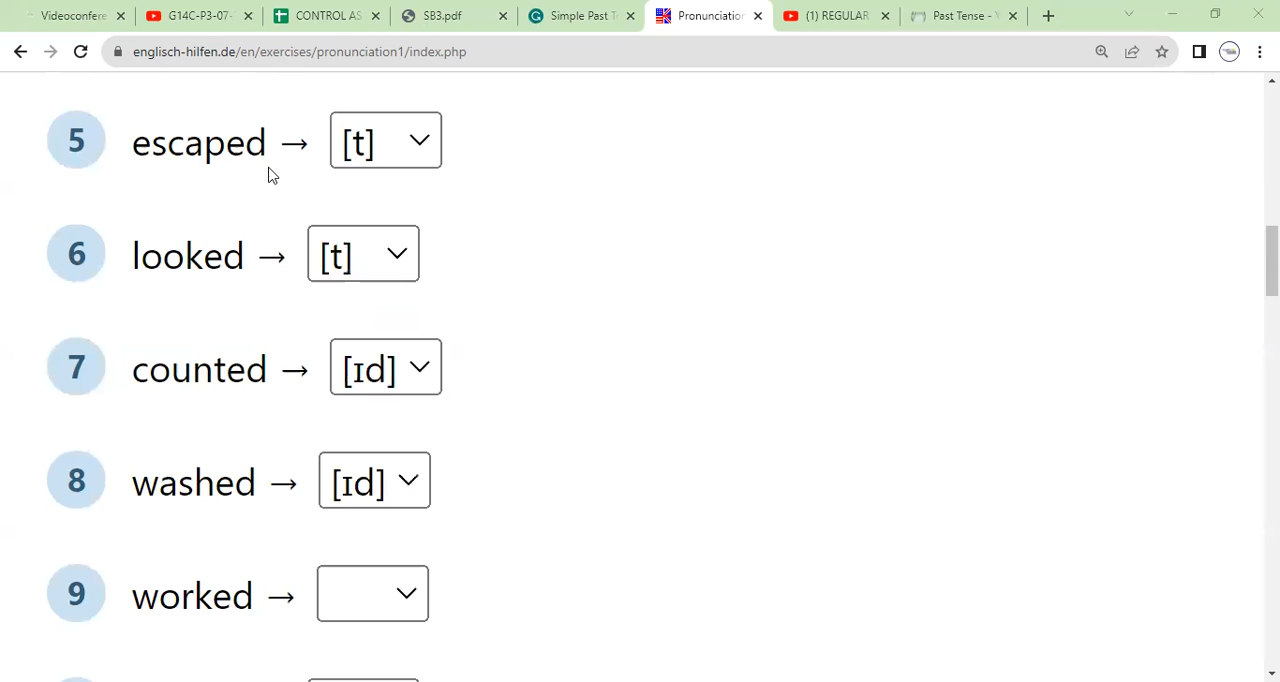 Videoconfere
G14C-P3-07-
CONTROL AS
SB3.pdf
Simple Past T
Pronunciation
(1) REGULAR
Past Tense -
englisch-hilfen.de/en/exercises/pronunciation1/index.php
5 escaped → [t]
6 looked → [t]
7 counted → [ɪd]
8 washed → [ɪd]
9 worked →